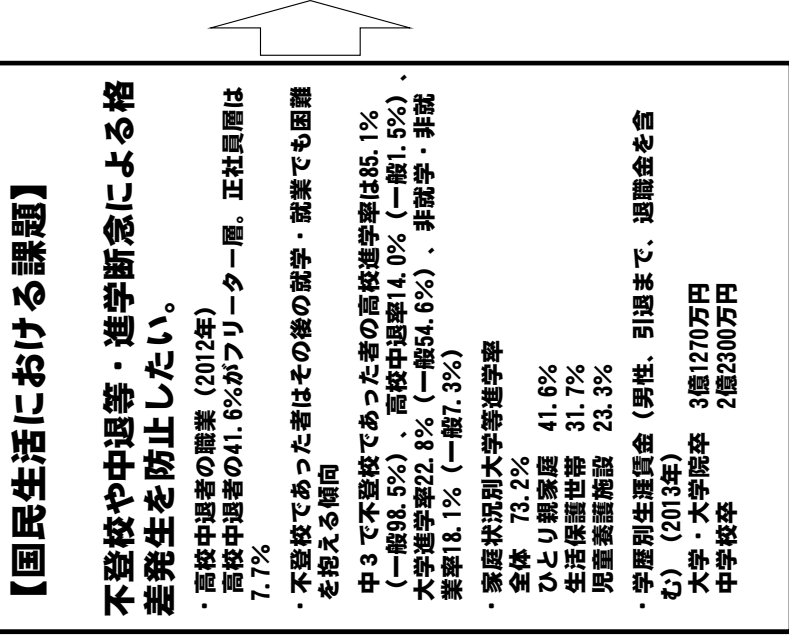 【国民生活における課題】
不登校や中退等・進学断念による格
差発生を防止したい。
・高校中退者の職業（2012年）
高校中退者の41.6%がフリーター層。正社員層は
7.7%
・不登校であった者はその後の就学・就業でも困難
を抱える傾向
中３で不登校であった者の高校進学率は85.1%
（一般98.5%）、高校中退率14.0%（一般1.5%）、
大学進学率22.8%（一般54.6%）、非就学・非就
業率18.1%（一般7.3%）
・家庭状況別大学等進学率
全体 73.2%
ひとり親家庭 41.6%
生活保護世帯 31.7%
児童養護施設 23.3%
・学歴別生涯賃金（男性、引退まで、退職金を含
む）（2013年）
大学・大学院卒 3億1270万円
中学校卒 2億2300万円